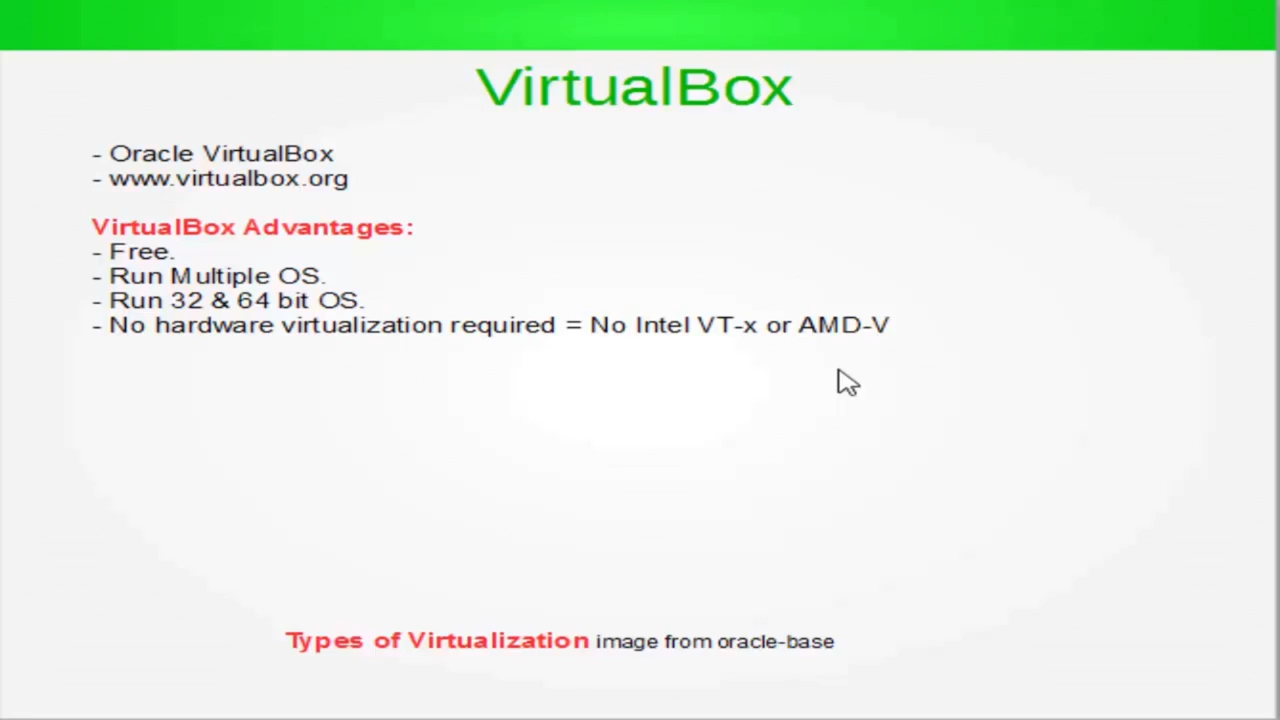 VirtualBox
- Oracle VirtualBox
- www.virtualbox.org
VirtualBox Advantages:
- Free.
- Run Multiple OS.
- Run 32 & 64 bit OS.
- No hardware virtualization required = No Intel VT-x or AMD-V
Types of Virtualization image from oracle-base